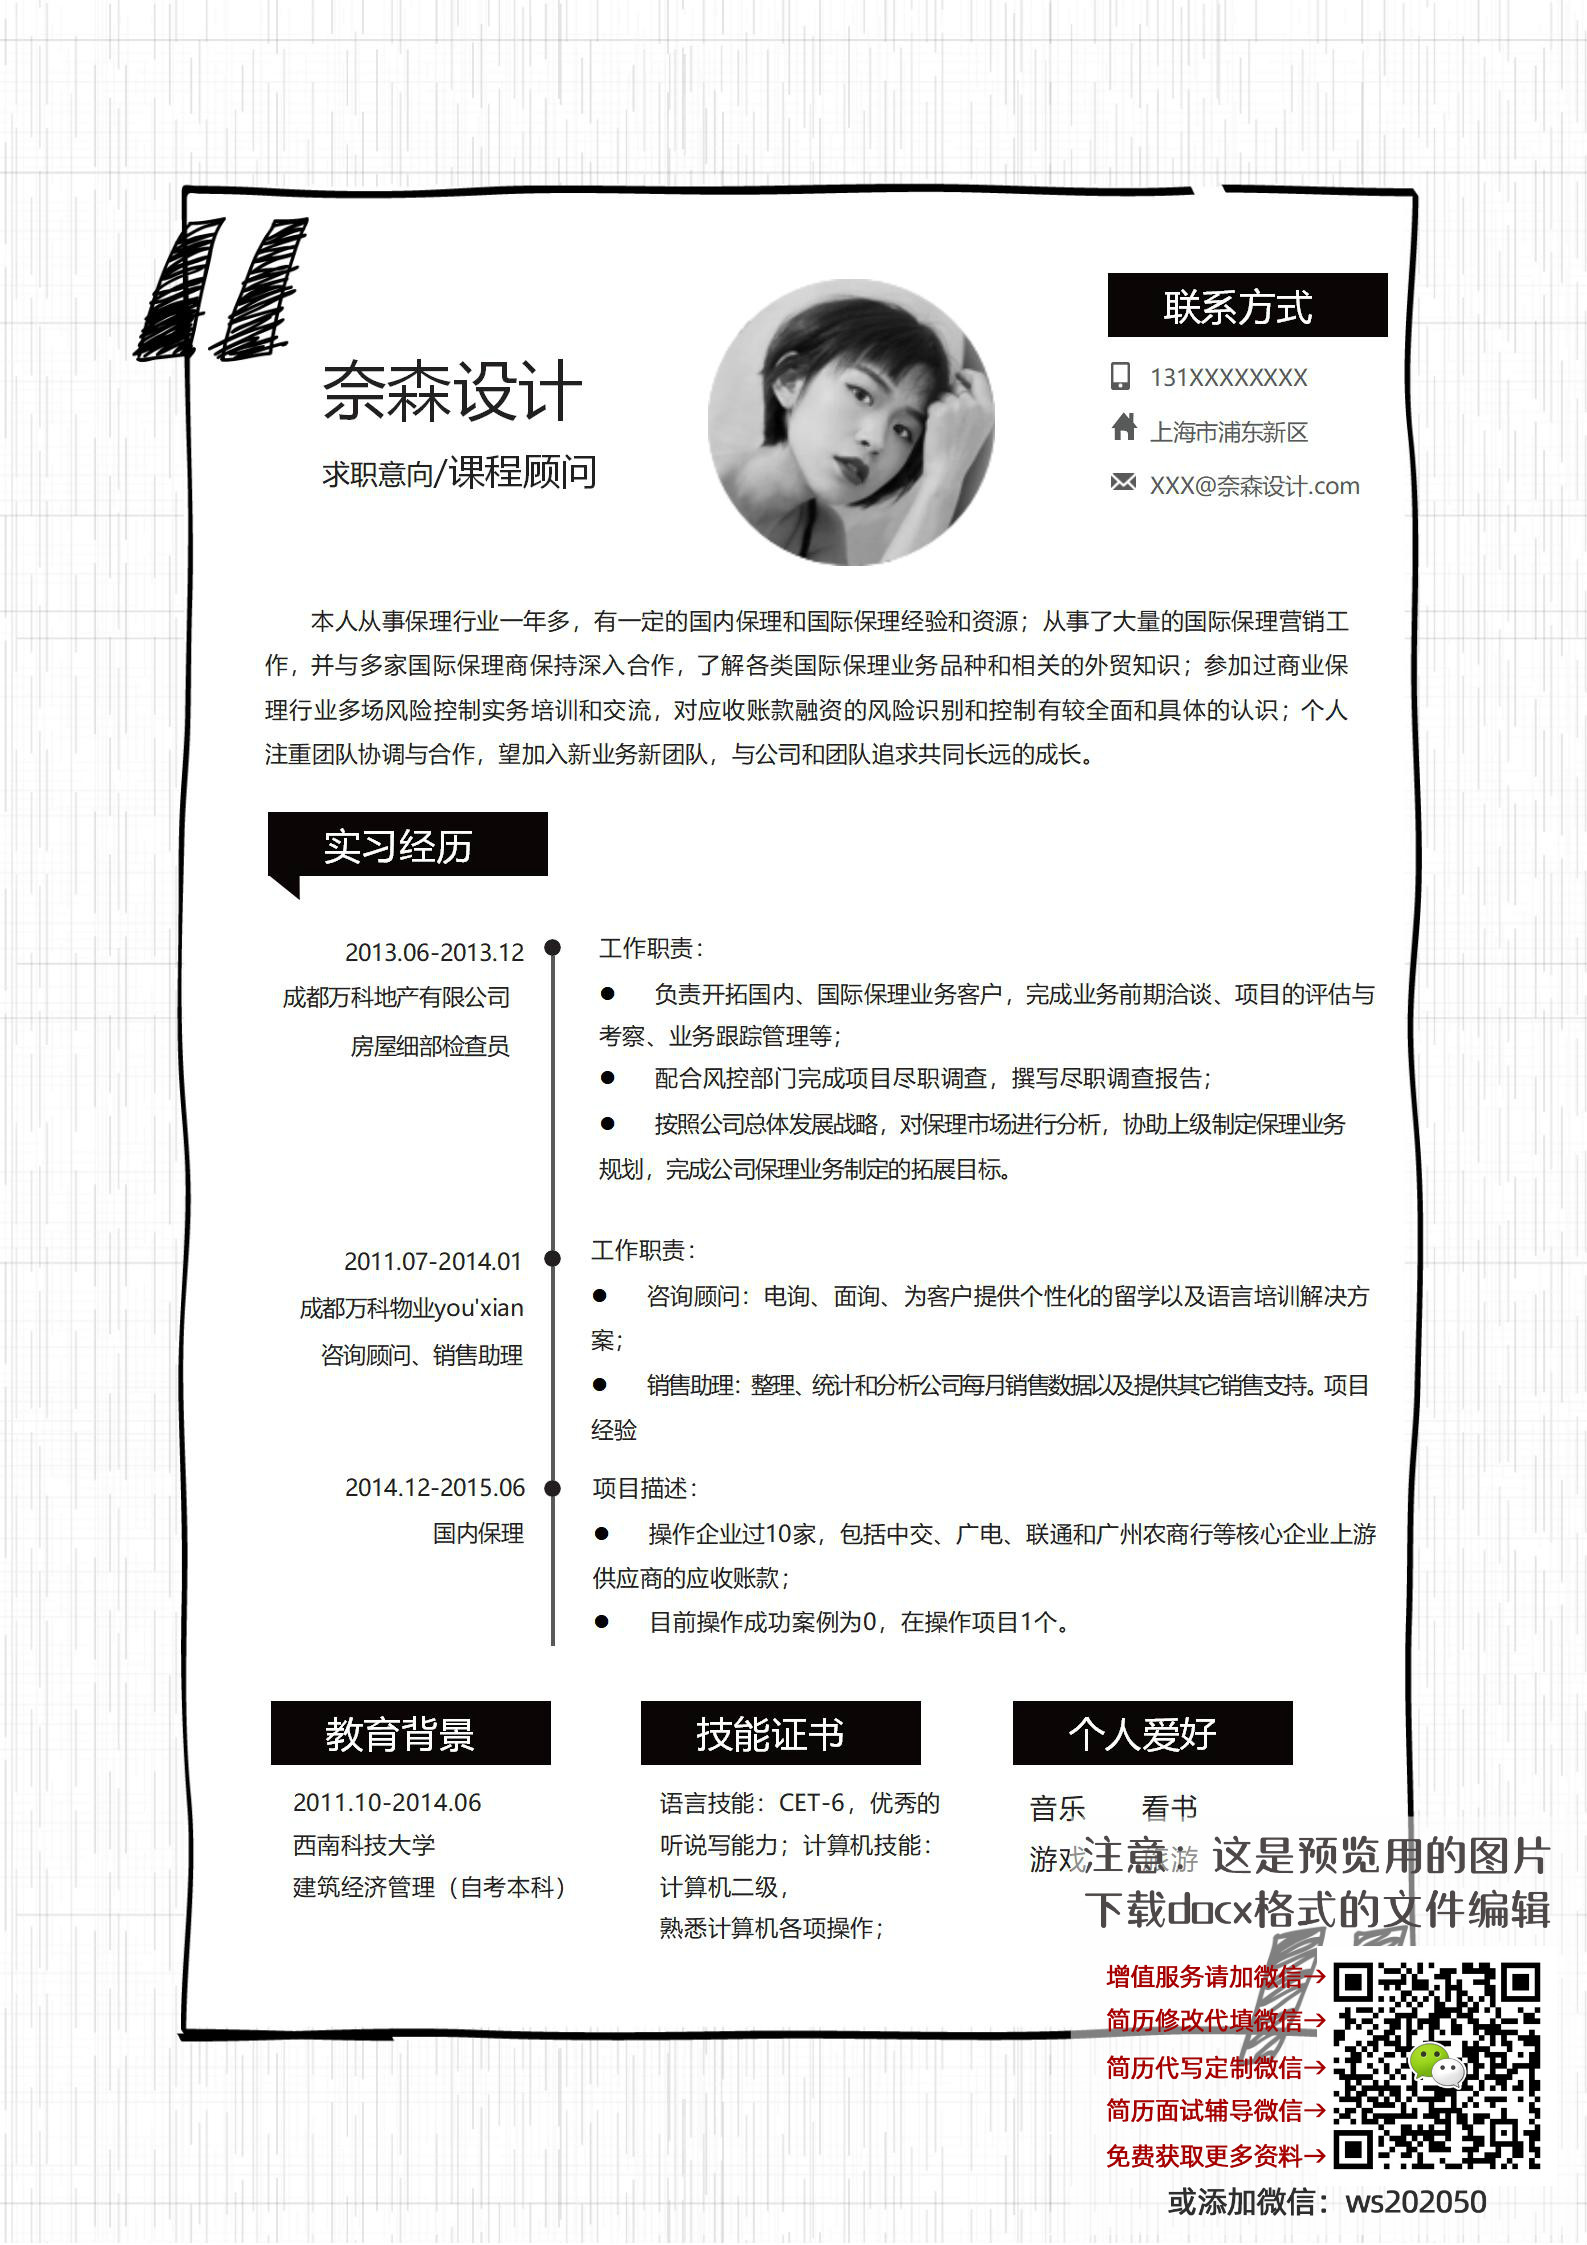 奈森设计
求职意向/课程顾问
联系方式
131XXXXXXXX
上海市浦东新区
XXX@奈森设计.com
本人从事保理行业一年多，有一定的国内保理和国际保理经验和资源；从事了大量的国际保理营销工
作，并与多家国际保理商保持深入合作，了解各类国际保理业务品种和相关的外贸知识；参加过商业保
理行业多场风险控制实务培训和交流，对应收账款融资的风险识别和控制有较全面和具体的认识；个人
注重团队协调与合作，望加入新业务新团队，与公司和团队追求共同长远的成长。
实习经历
2013.06-2013.12
成都万科地产有限公司
房屋细部检查员
工作职责：
● 负责开拓国内、国际保理业务客户，完成业务前期洽谈、项目的评估与
考察、业务跟踪管理等；
● 配合风控部门完成项目尽职调查，撰写尽职调查报告；
● 按照公司总体发展战略，对保理市场进行分析，协助上级制定保理业务
规划，完成公司保理业务制定的拓展目标。
2011.07-2014.01
成都万科物业you'xian
咨询顾问、销售助理
工作职责：
● 咨询顾问：电询、面询、为客户提供个性化的留学以及语言培训解决方
案；
● 销售助理：整理、统计和分析公司每月销售数据以及提供其它销售支持。项目
经验
2014.12-2015.06
国内保理
项目描述：
● 操作企业过10家，包括中交、广电、联通和广州农商行等核心企业上游
供应商的应收账款；
● 目前操作成功案例为0，在操作项目1个。
教育背景
2011.10-2014.06
西南科技大学
建筑经济管理（自考本科）
技能证书
语言技能：CET-6，优秀的
听说写能力；计算机技能：
计算机二级，
熟悉计算机各项操作；
个人爱好
音乐 看书
游戏 旅游
注意：这是预览用的图片
下载docx格式的文件编辑
增值服务请加微信→
简历修改代填微信→
简历代写定制微信→
简历面试辅导微信→
免费获取更多资料→
或添加微信：ws202050